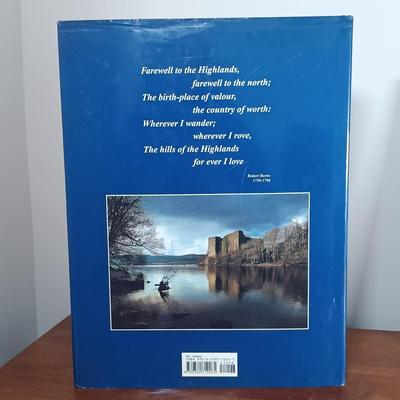 Farewell to the Highlands,
farewell to the north;
The birth-place of valour,
the country of worth:
Wherever I wander;
wherever I rove,
The hills of the Highlands
for ever I love
Robert Burns
1759-1796